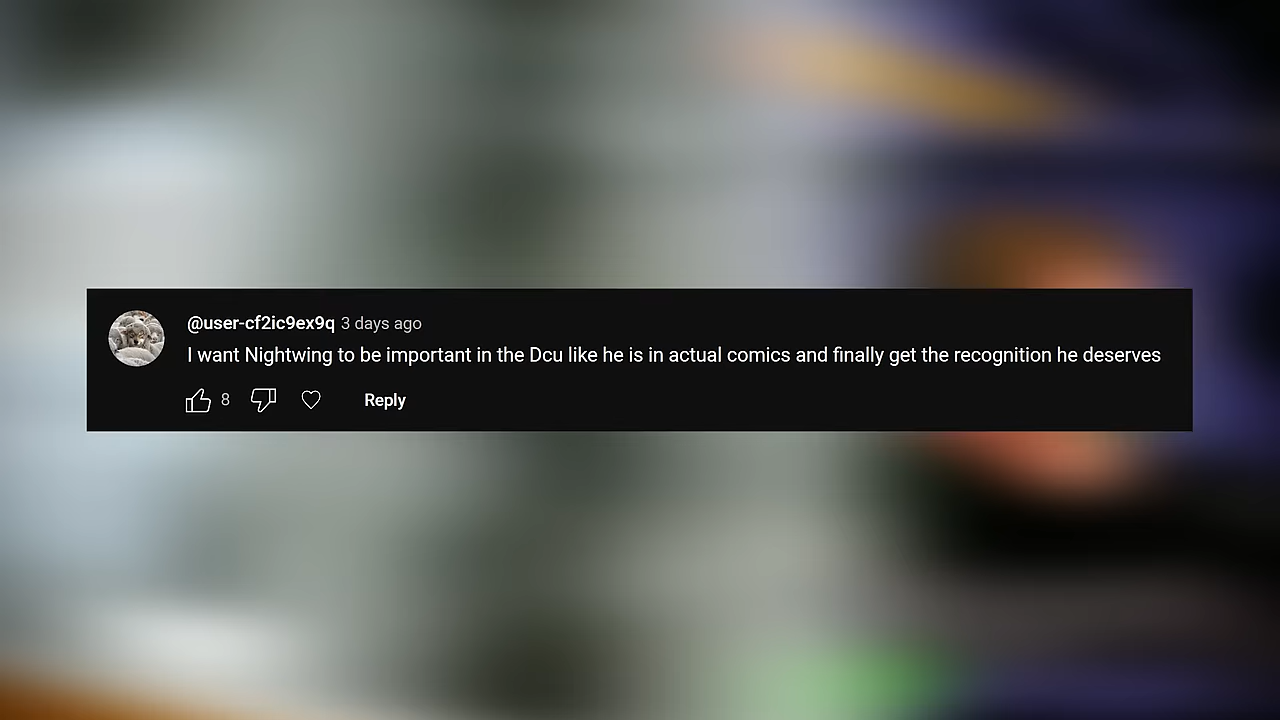 @user-cf2ic9ex9q 3 days ago
I want Nightwing to be important in the Dcu like he is in actual comics and finally get the recognition he deserves
8 Reply